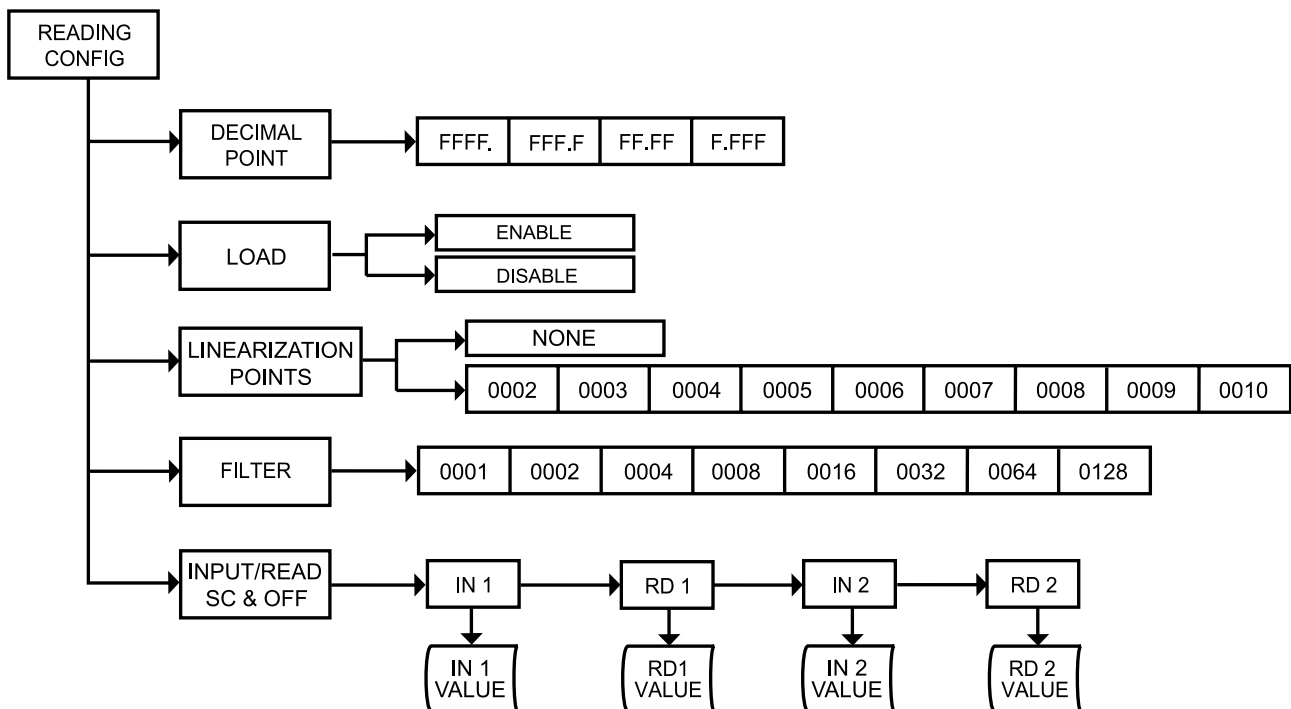 READING
CONFIG
DECIMAL
POINT
FFFF. FFF.F FF.FF F.FFF
LOAD
ENABLE
DISABLE
LINEARIZATION
POINTS
NONE
0002 0003 0004 0005 0006 0007 0008 0009 0010
FILTER
0001 0002 0004 0008 0016 0032 0064 0128
INPUT/READ
SC & OFF
IN 1
RD 1
IN 2
RD 2
IN 1
VALUE
RD1
VALUE
IN 2
VALUE
RD 2
VALUE